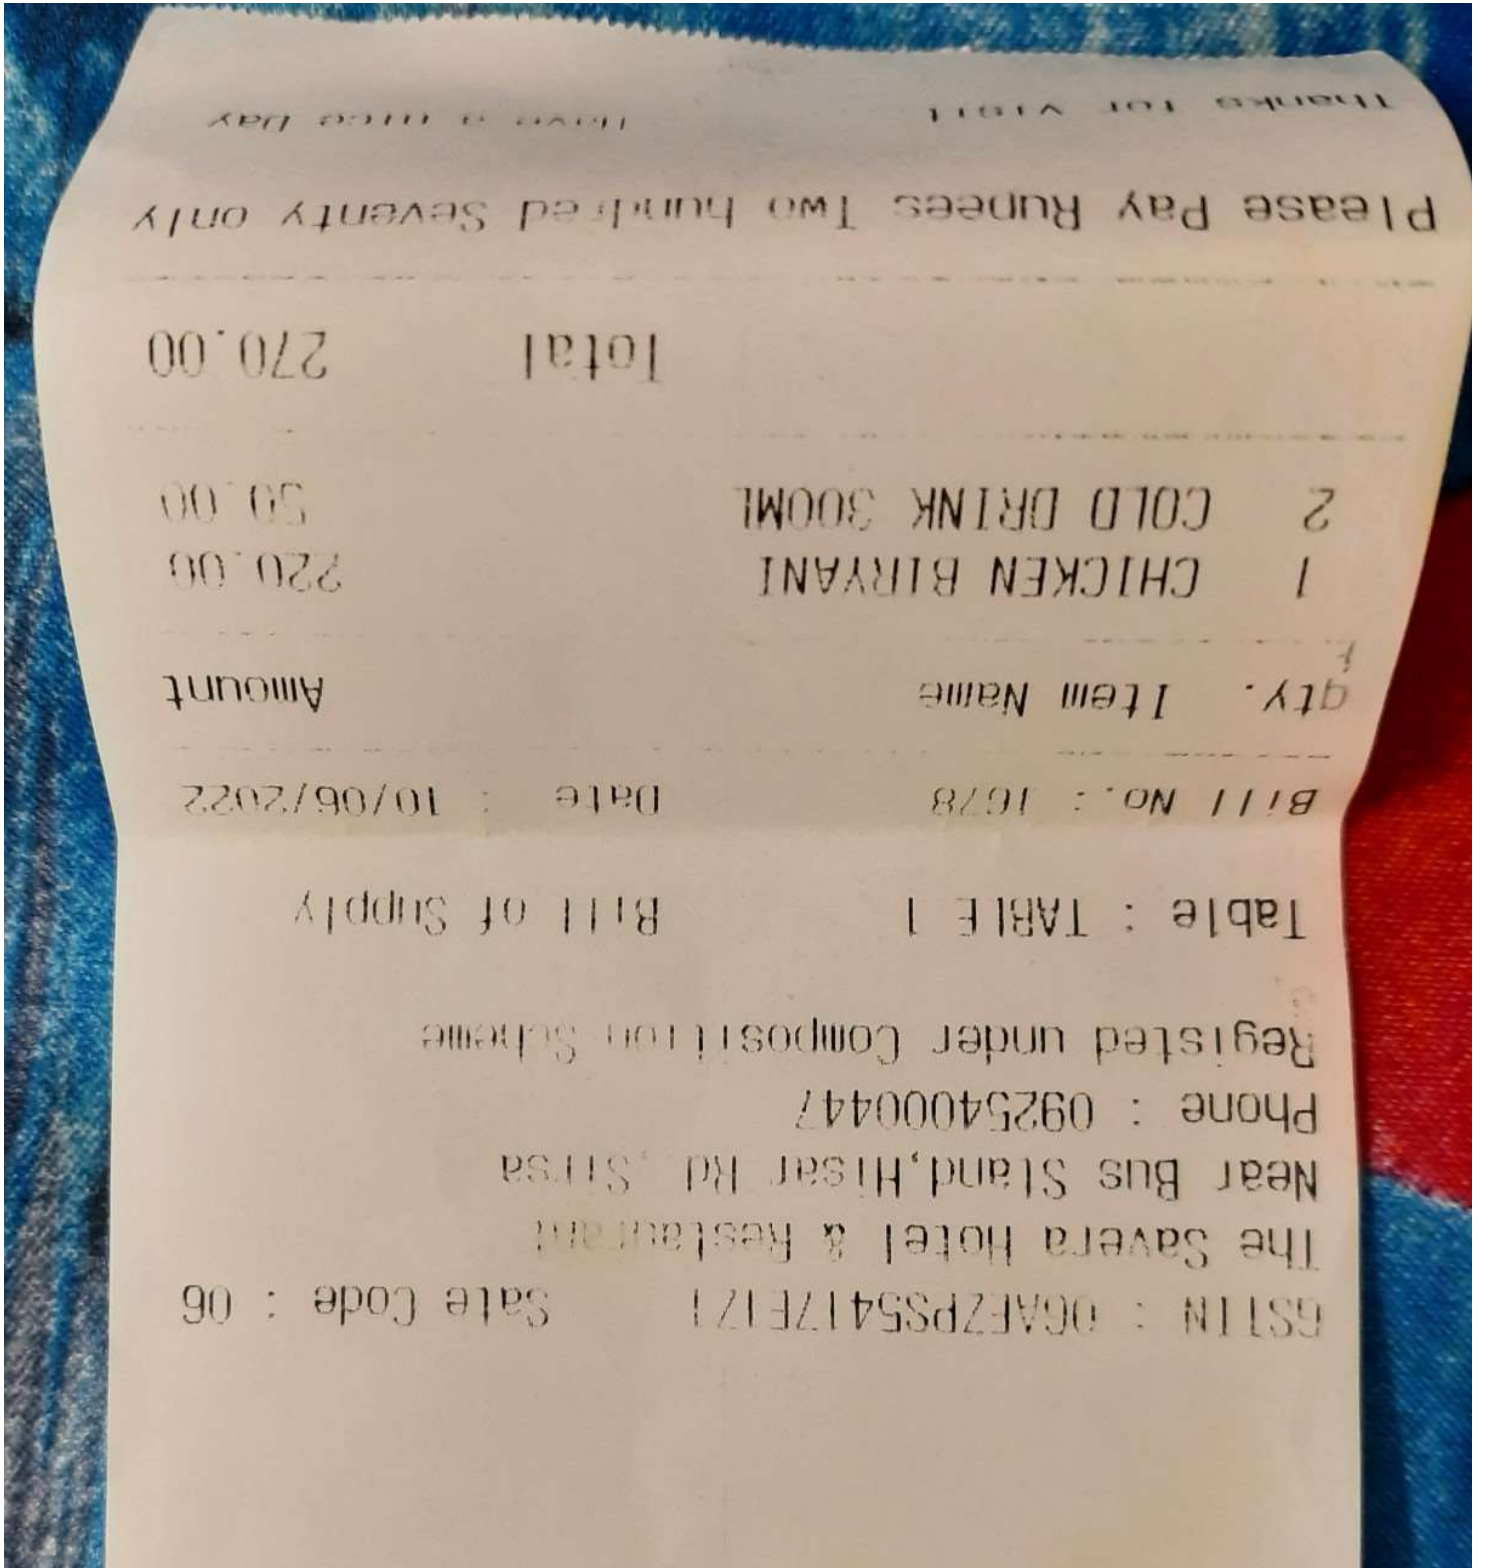 GSTIN : 06AFZPS5417E1Z1 Sate Code : 06
The Savera Hotel & Restaurant
Near Bus Stand,Hisar Rd,Sirsa
Phone : 09254000447
Registed under Composition Scheme
Table : TABLE 1 Bill of Supply
Bill No.: 1678 Date : 10/06/2022
qty. Item Name Amount
1 CHICKEN BIRYANI 220.00
2 COLD DRINK 300ML 50.00
Total 270.00
Please Pay Rupees Two hundred Seventy only
Thanks for visit Have a nice Day